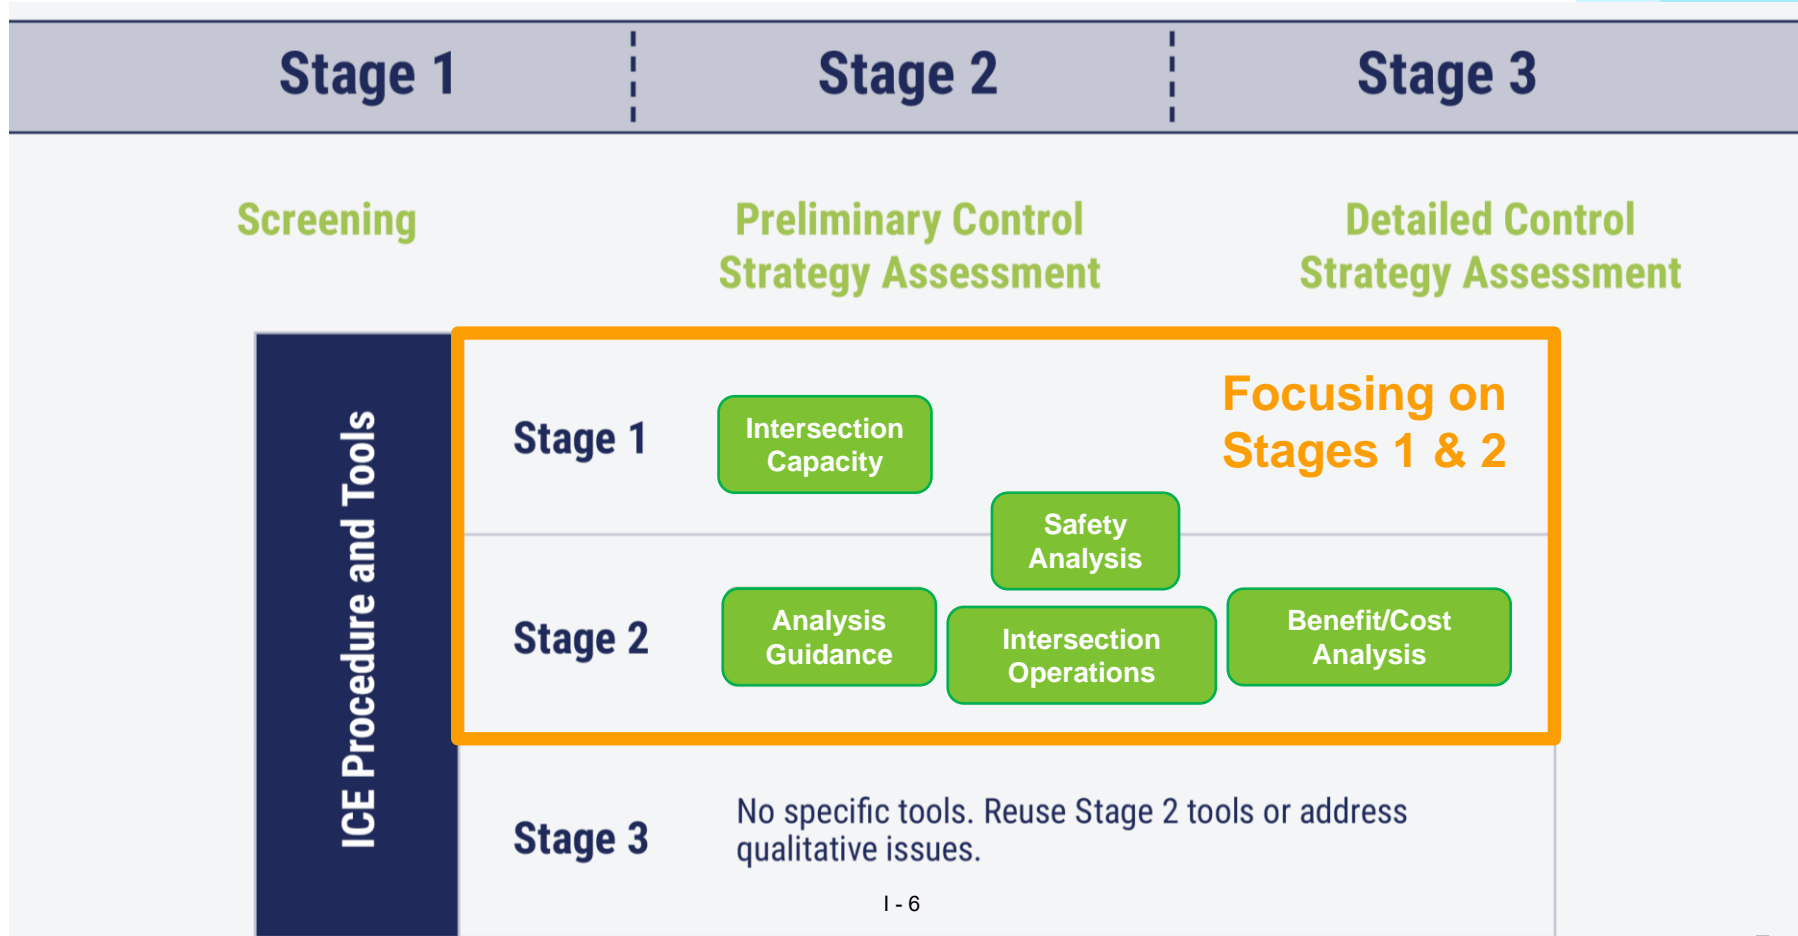 Stage 1
Stage 2
Stage 3
Screening
Preliminary Control
Strategy Assessment
Detailed Control
Strategy Assessment
ICE Procedure and Tools
Stage 1
Intersection
Capacity
Focusing on
Stages 1 & 2
Safety
Analysis
Stage 2
Analysis
Guidance
Intersection
Operations
Benefit/Cost
Analysis
Stage 3
No specific tools. Reuse Stage 2 tools or address
qualitative issues.
I - 6